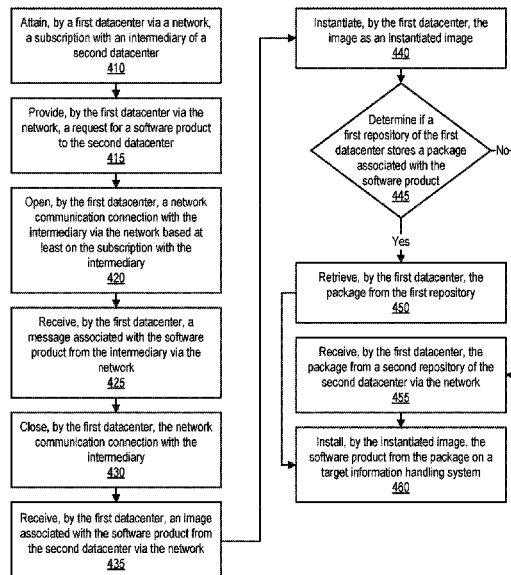 Attain, by a first datacenter via a network,
a subscription with an intermediary of a
second datacenter
410
Provide, by the first datacenter via the
network, a request for a software product
to the second datacenter
415
Open, by the first datacenter, a network
communication connection with the
intermediary via the network based at
least on the subscription with the
intermediary
420
Receive, by the first datacenter, a
message associated with the software
product from the intermediary via the
network
425
Close, by the first datacenter, the network
communication connection with the
intermediary
430
Receive, by the first datacenter, an image
associated with the software product from
the second datacenter via the network
435
Instantiate, by the first datacenter, the
image as an instantiated image
440
Determine if a
first repository of the first
datacenter stores a package
associated with the
software product
445
No
Yes
Retrieve, by the first datacenter, the
package from the first repository
450
Receive, by the first datacenter, the
package from a second repository of the
second datacenter via the network
455
Install, by the instantiated image, the
software product from the package on a
target information handling system
460